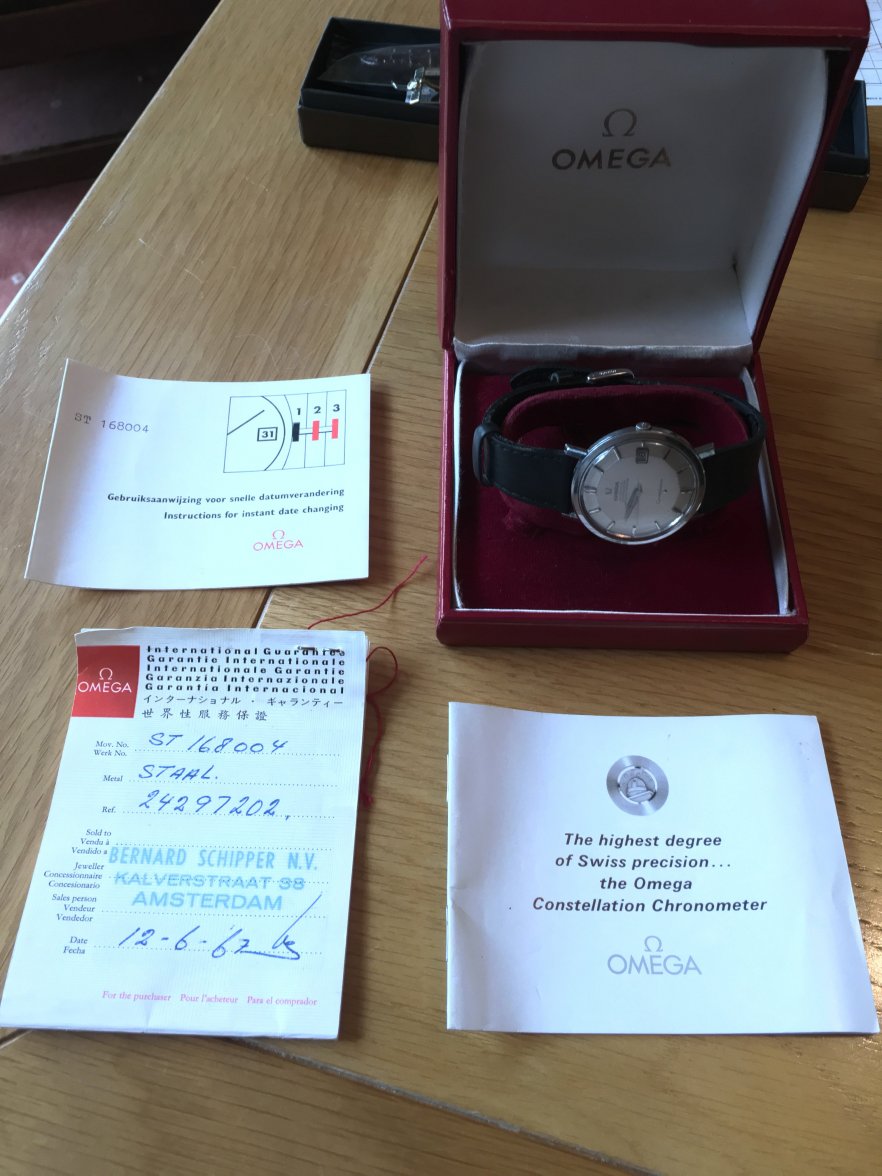 Ω
OMEGA
ST 168004
1 2 3
31
Gebruiksaanwijzing voor snelle datumverandering
Instructions for instant date changing
Ω
OMEGA
Ω
OMEGA
International Guarantee
Garantie Internationale
Internationale Garantie
Garanzia Internazionale
Garantía Internacional
インターナショナル・ギャランティー
世界性服務保證
Mov. No.
Werk No.
ST 168004
Metal STAAL.
Ref. 24297202.
Sold to
Vendu à
Vendido a
BERNARD SCHIPPER N.V.
Jeweller
Concessionnaire
Concesionario
KALVERSTRAAT 38
AMSTERDAM
Sales person
Vendeur
Vendedor
Date
Fecha
12-6-67
For the purchaser Pour l'acheteur Para el comprador
The highest degree
of Swiss precision...
the Omega
Constellation Chronometer
Ω
OMEGA